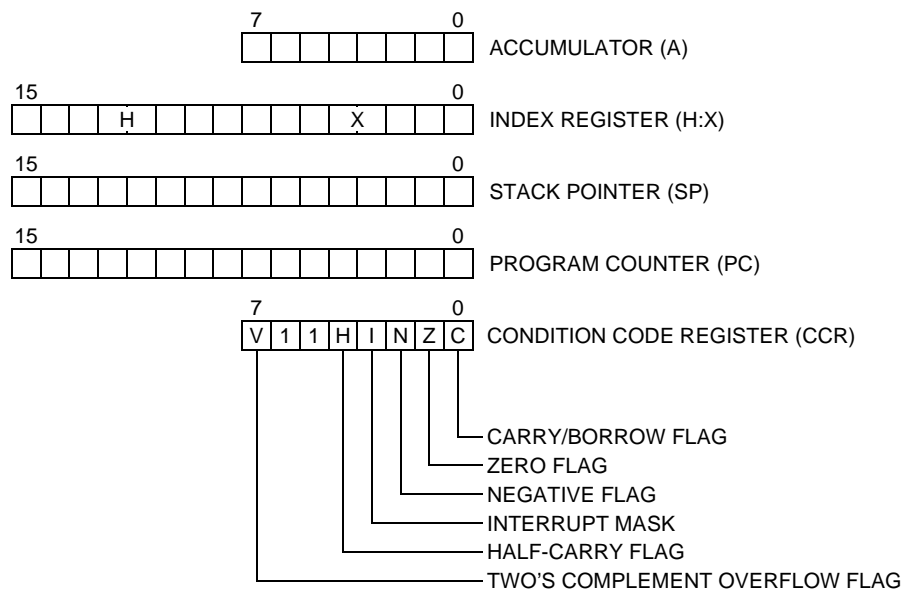 7 0
ACCUMULATOR (A)
15 0
H X INDEX REGISTER (H:X)
15 0
STACK POINTER (SP)
15 0
PROGRAM COUNTER (PC)
7 0
V 1 1 H I N Z C CONDITION CODE REGISTER (CCR)
CARRY/BORROW FLAG
ZERO FLAG
NEGATIVE FLAG
INTERRUPT MASK
HALF-CARRY FLAG
TWO'S COMPLEMENT OVERFLOW FLAG